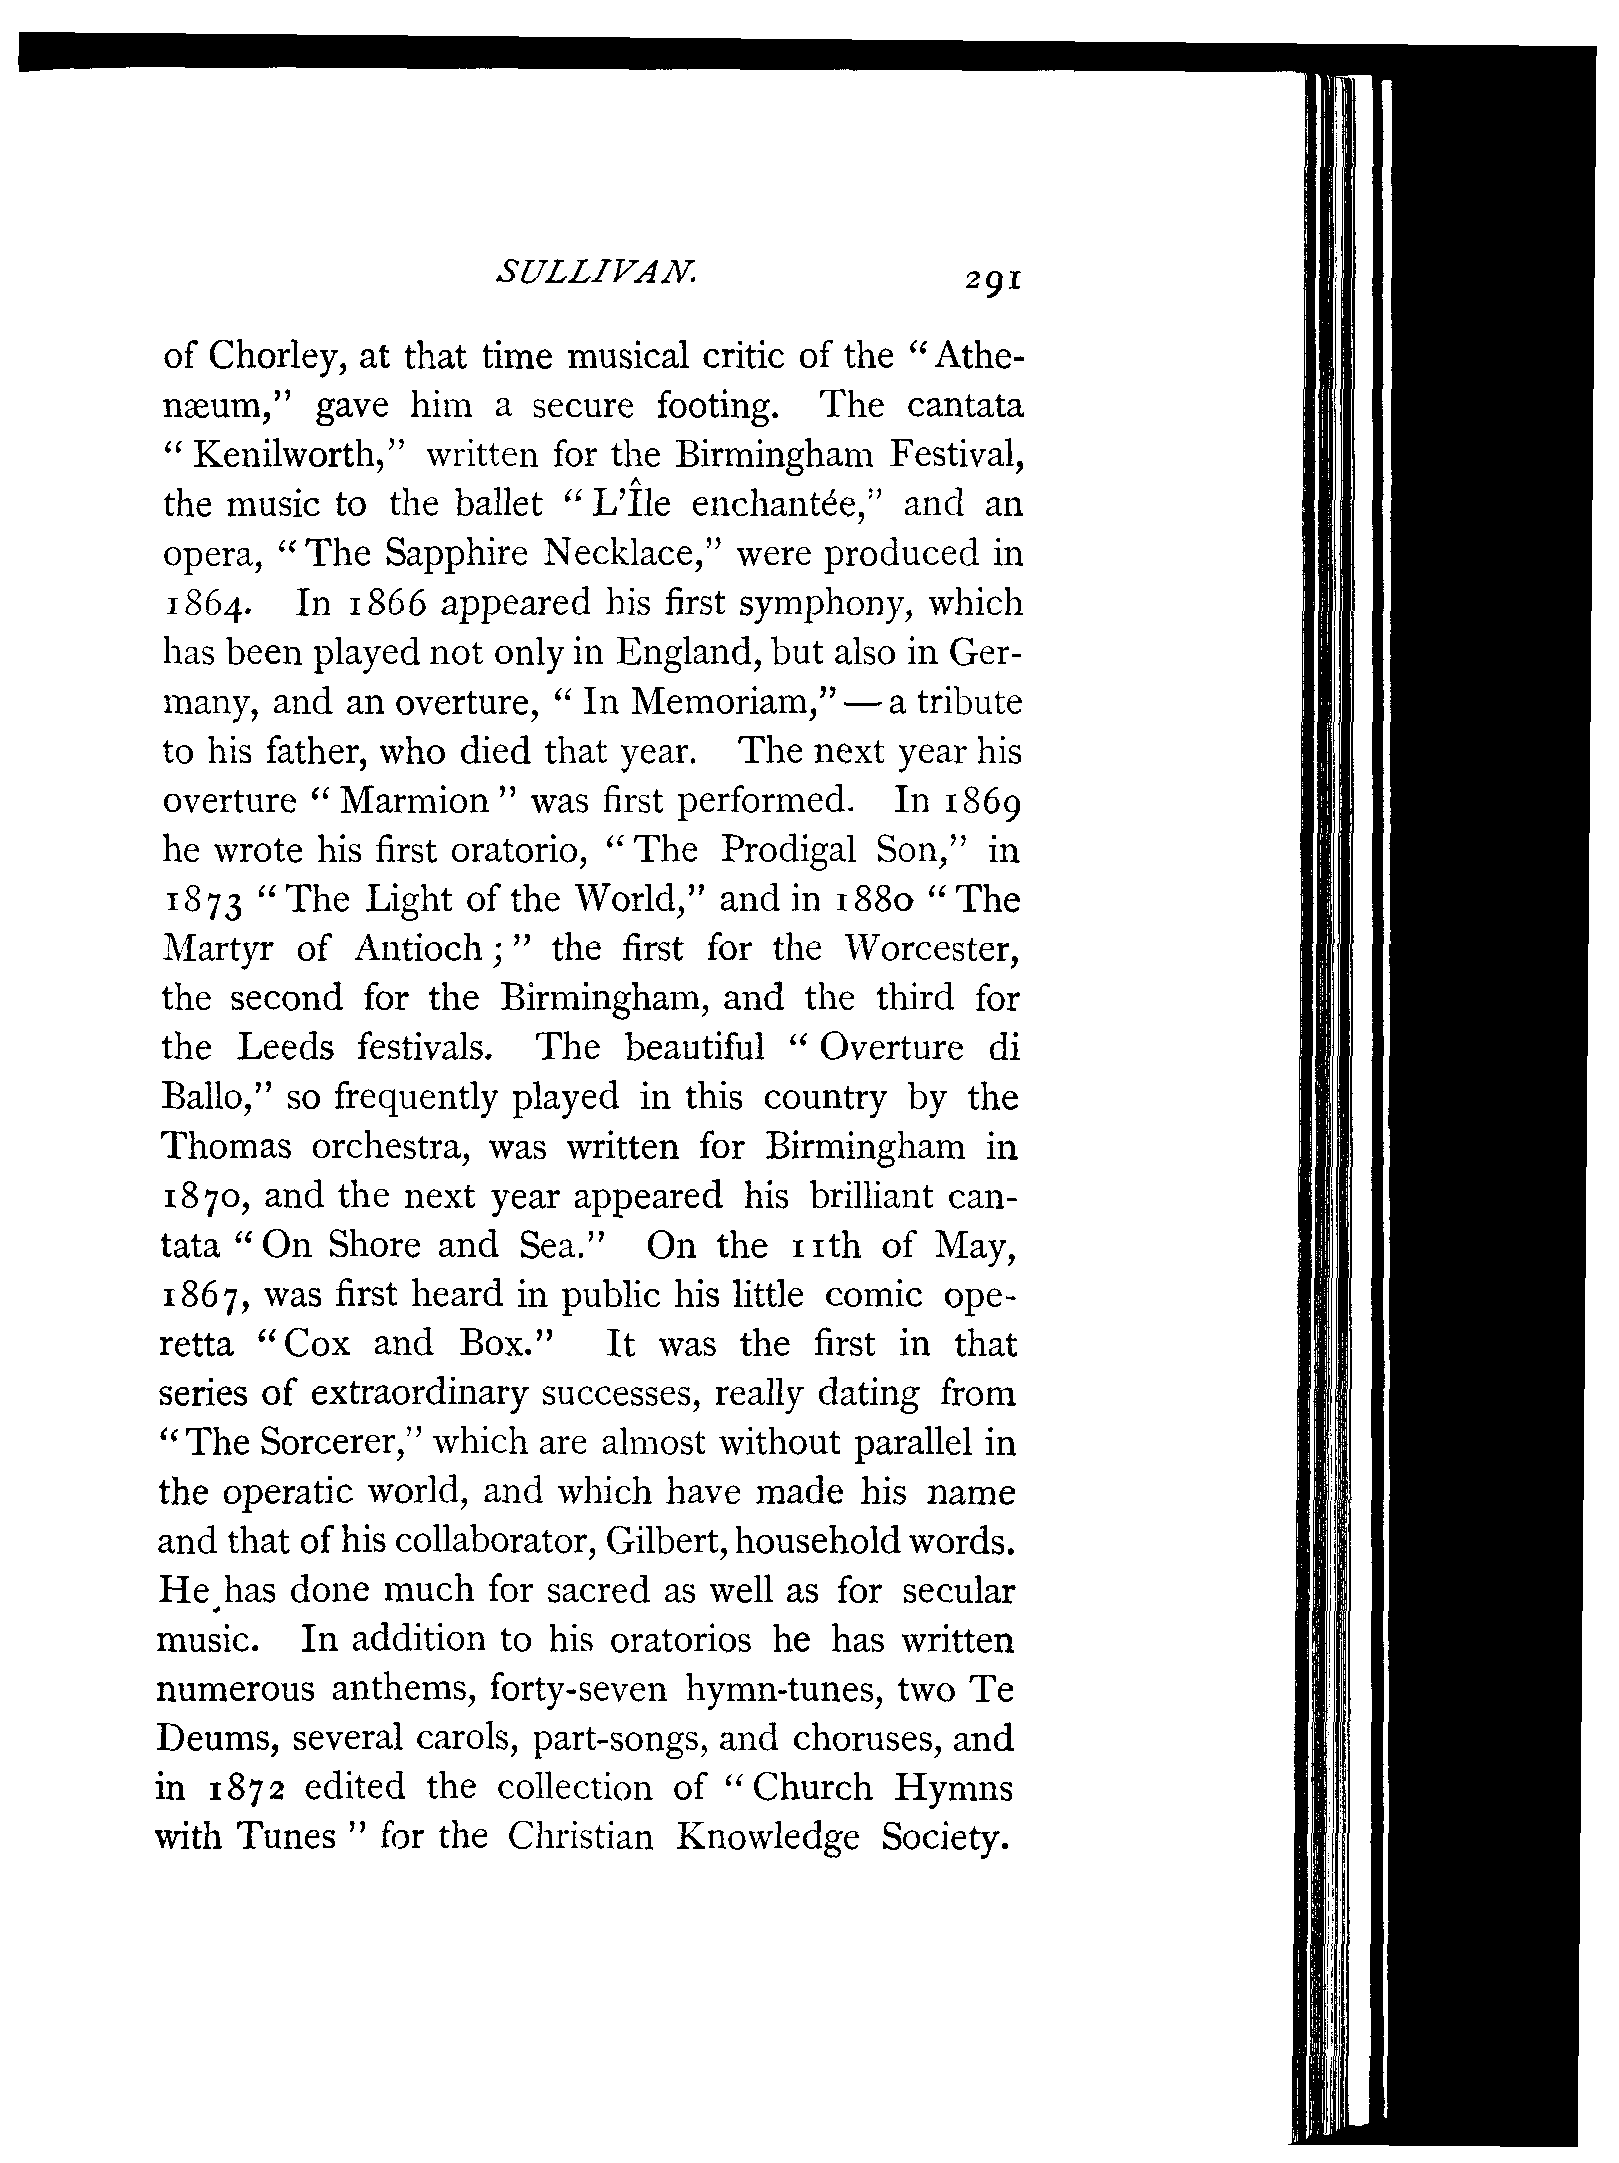 SULLIVAN. 291
of Chorley, at that time musical critic of the “Athe-
næum,” gave him a secure footing. The cantata
“Kenilworth,” written for the Birmingham Festival,
the music to the ballet “L’Île enchantée,” and an
opera, “The Sapphire Necklace,” were produced in
1864. In 1866 appeared his first symphony, which
has been played not only in England, but also in Ger-
many, and an overture, “In Memoriam,” — a tribute
to his father, who died that year. The next year his
overture “Marmion” was first performed. In 1869
he wrote his first oratorio, “The Prodigal Son,” in
1873 “The Light of the World,” and in 1880 “The
Martyr of Antioch;” the first for the Worcester,
the second for the Birmingham, and the third for
the Leeds festivals. The beautiful “Overture di
Ballo,” so frequently played in this country by the
Thomas orchestra, was written for Birmingham in
1870, and the next year appeared his brilliant can-
tata “On Shore and Sea.” On the 11th of May,
1867, was first heard in public his little comic ope-
retta “Cox and Box.” It was the first in that
series of extraordinary successes, really dating from
“The Sorcerer,” which are almost without parallel in
the operatic world, and which have made his name
and that of his collaborator, Gilbert, household words.
He has done much for sacred as well as for secular
music. In addition to his oratorios he has written
numerous anthems, forty-seven hymn-tunes, two Te
Deums, several carols, part-songs, and choruses, and
in 1872 edited the collection of “Church Hymns
with Tunes” for the Christian Knowledge Society.